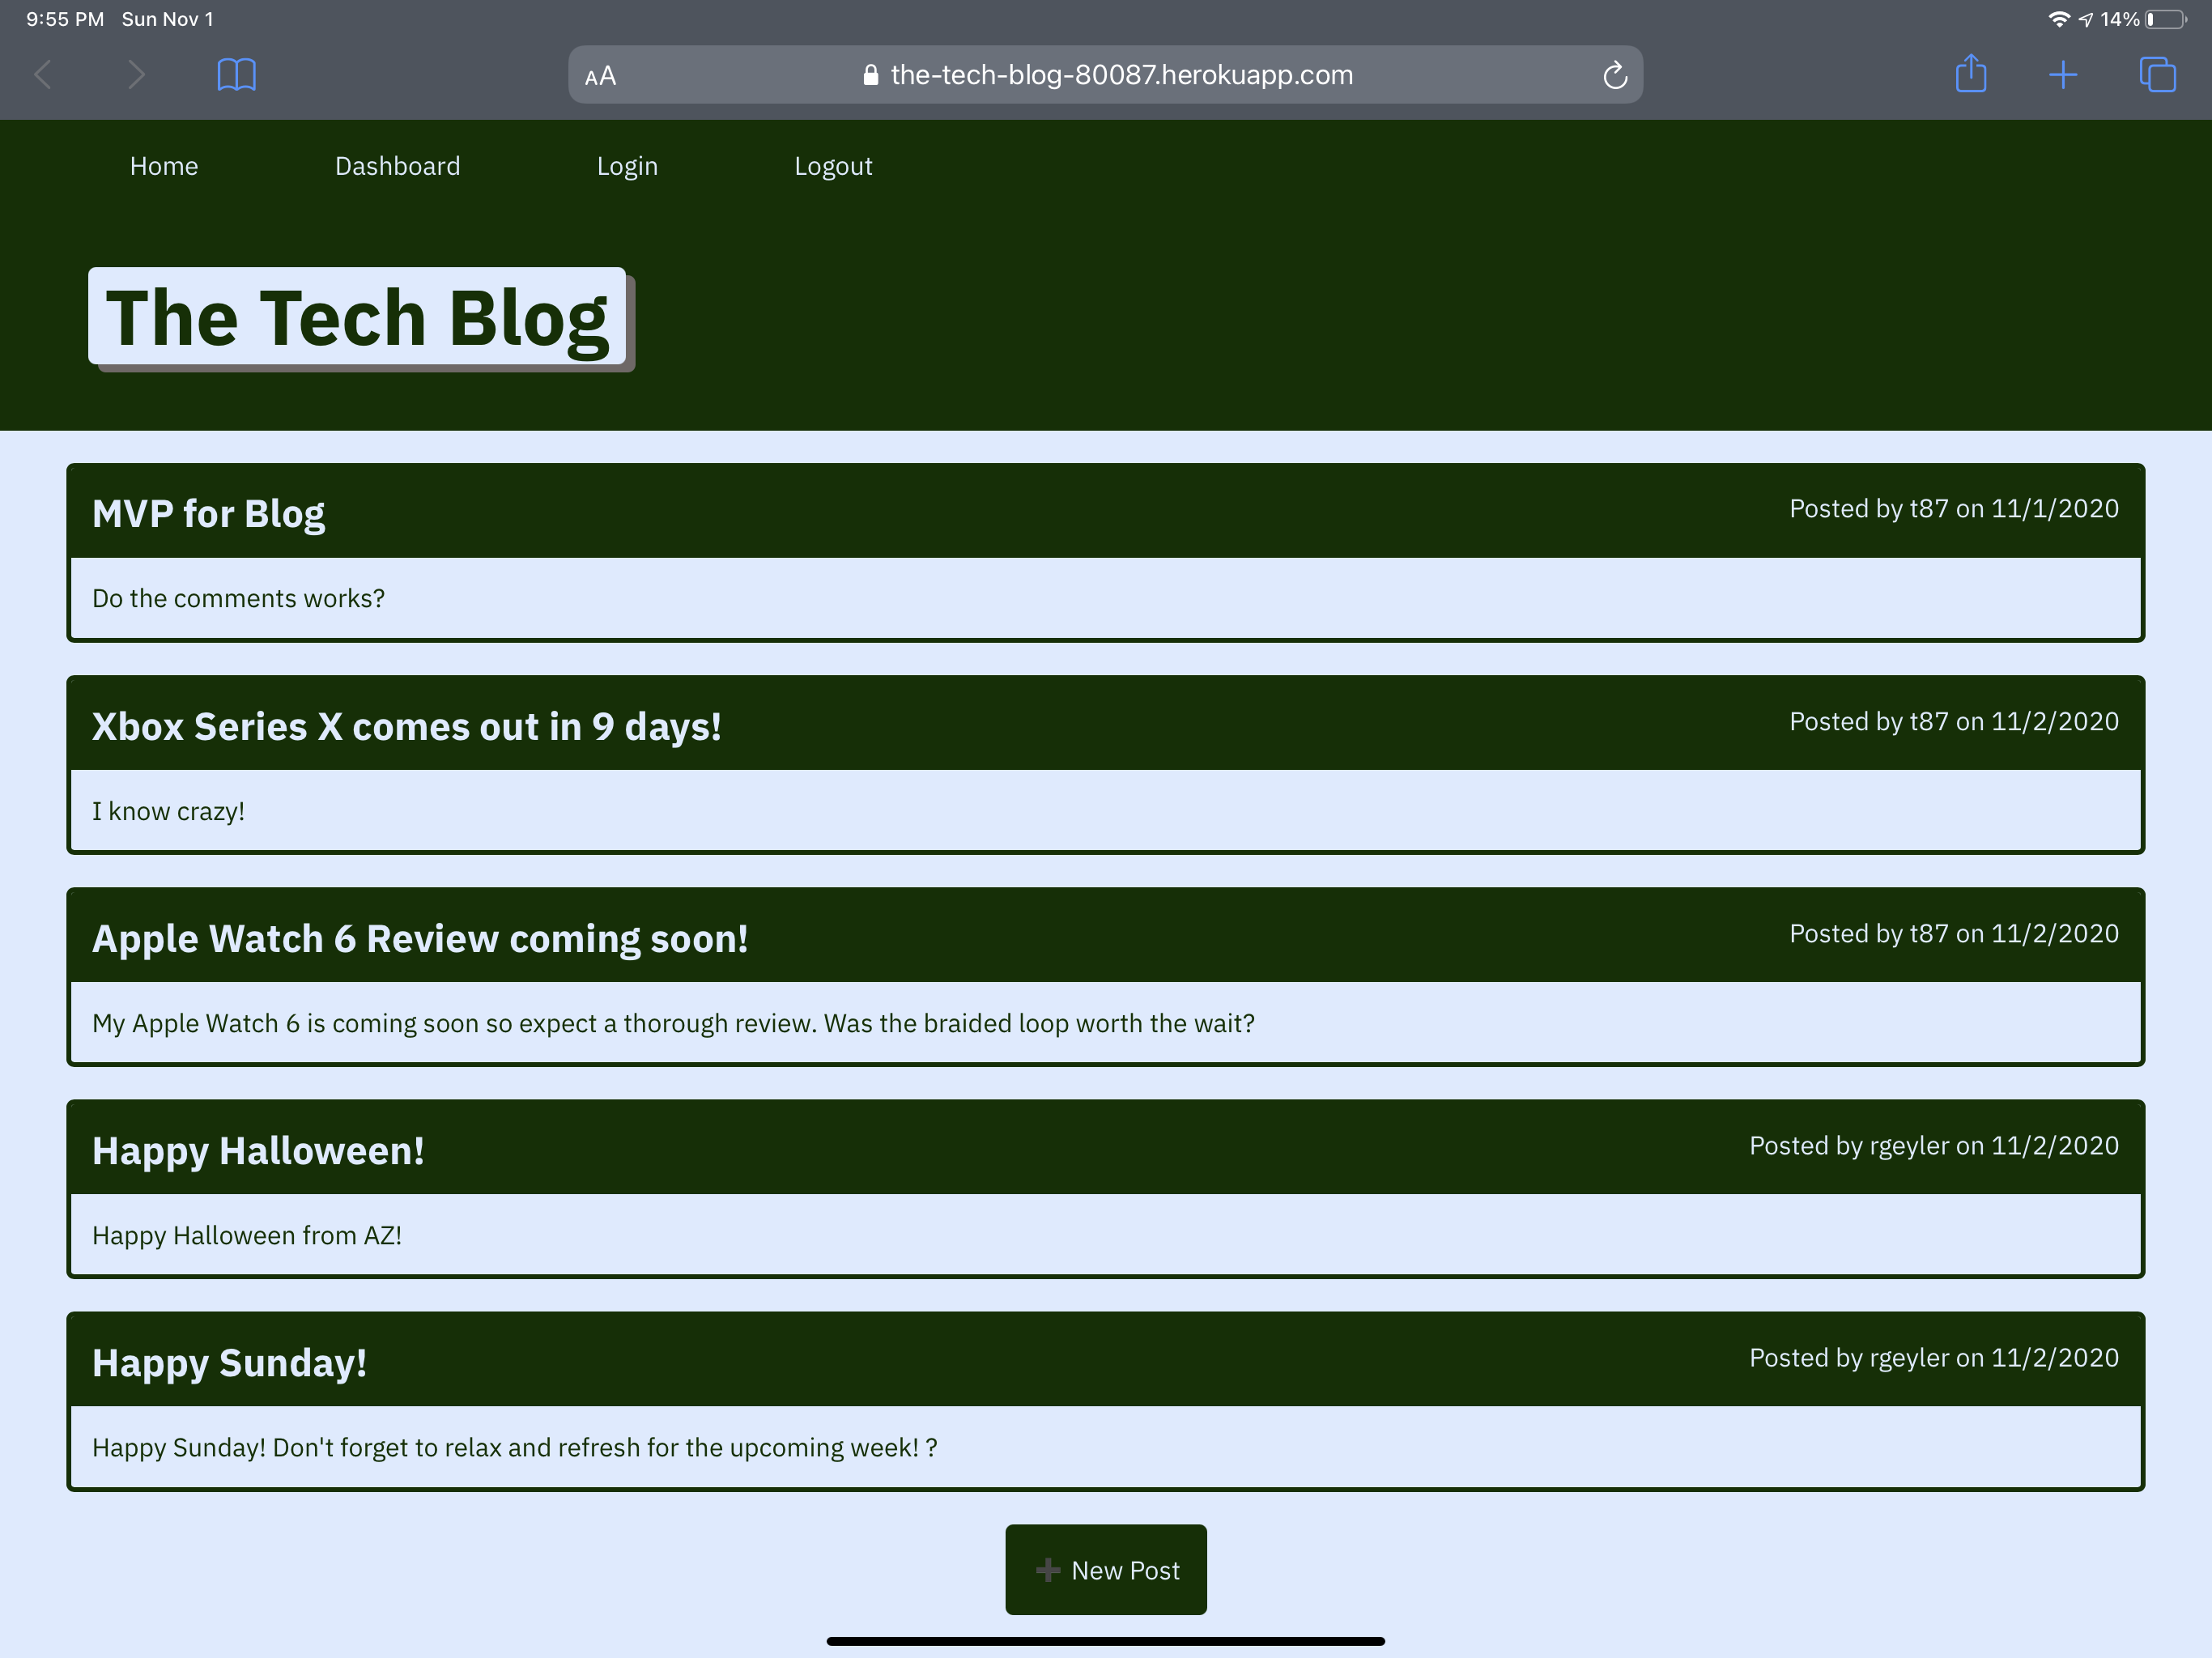 9:55 PM Sun Nov 1 14%
AA the-tech-blog-80087.herokuapp.com
Home Dashboard Login Logout
The Tech Blog
MVP for Blog Posted by t87 on 11/1/2020
Do the comments works?
Xbox Series X comes out in 9 days! Posted by t87 on 11/2/2020
I know crazy!
Apple Watch 6 Review coming soon! Posted by t87 on 11/2/2020
My Apple Watch 6 is coming soon so expect a thorough review. Was the braided loop worth the wait?
Happy Halloween! Posted by rgeyler on 11/2/2020
Happy Halloween from AZ!
Happy Sunday! Posted by rgeyler on 11/2/2020
Happy Sunday! Don't forget to relax and refresh for the upcoming week! ?
➕ New Post